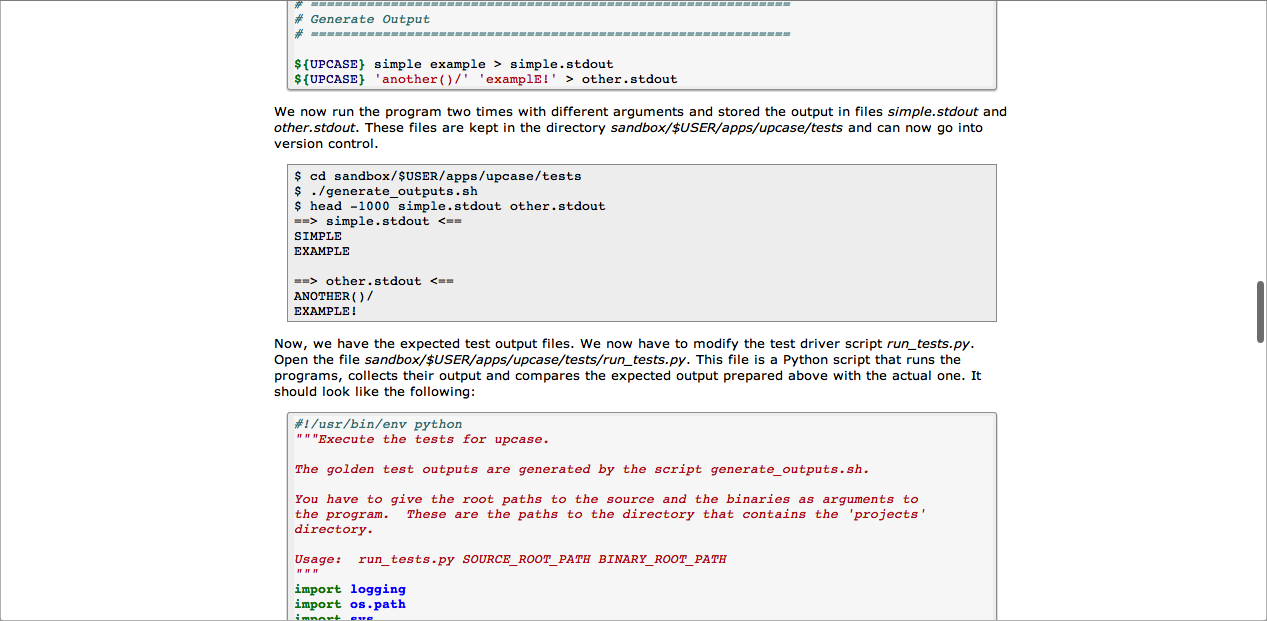 # ============================================================
# Generate Output
# ============================================================
${UPCASE} simple example > simple.stdout
${UPCASE} 'another()/' 'examplE!' > other.stdout
We now run the program two times with different arguments and stored the output in files simple.stdout and
other.stdout. These files are kept in the directory sandbox/$USER/apps/upcase/tests and can now go into
version control.
$ cd sandbox/$USER/apps/upcase/tests
$ ./generate_outputs.sh
$ head -1000 simple.stdout other.stdout
==> simple.stdout <==
SIMPLE
EXAMPLE
==> other.stdout <==
ANOTHER()/
EXAMPLE!
Now, we have the expected test output files. We now have to modify the test driver script run_tests.py.
Open the file sandbox/$USER/apps/upcase/tests/run_tests.py. This file is a Python script that runs the
programs, collects their output and compares the expected output prepared above with the actual one. It
should look like the following:
#!/usr/bin/env python
"""Execute the tests for upcase.
The golden test outputs are generated by the script generate_outputs.sh.
You have to give the root paths to the source and the binaries as arguments to
the program.  These are the paths to the directory that contains the 'projects'
directory.
Usage:  run_tests.py SOURCE_ROOT_PATH BINARY_ROOT_PATH
"""
import logging
import os.path
import sys